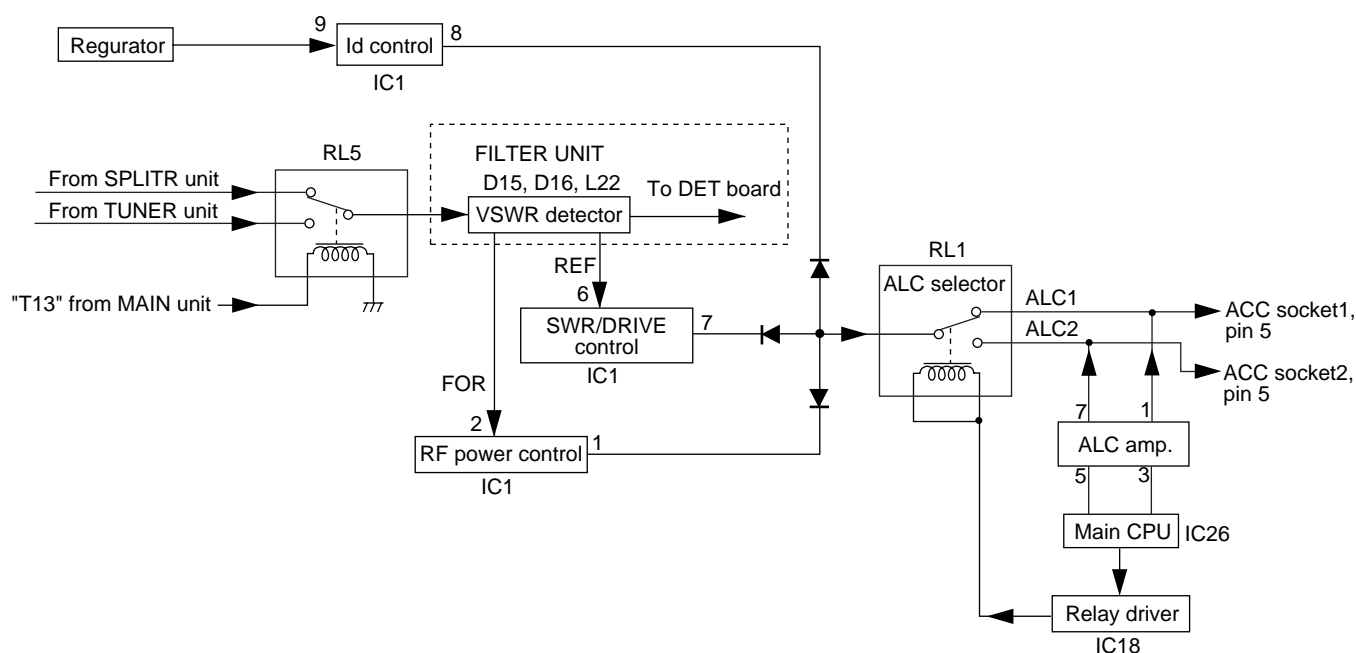 Regurator
9
Id control
8
IC1
RL5
From SPLITR unit
From TUNER unit
"T13" from MAIN unit
FILTER UNIT
D15, D16, L22
VSWR detector
To DET board
REF
6
SWR/DRIVE
control
7
IC1
FOR
2
RF power control
1
IC1
RL1
ALC selector
ALC1
ALC2
ACC socket1,
pin 5
ACC socket2,
pin 5
7
1
ALC amp.
5
3
Main CPU
IC26
Relay driver
IC18